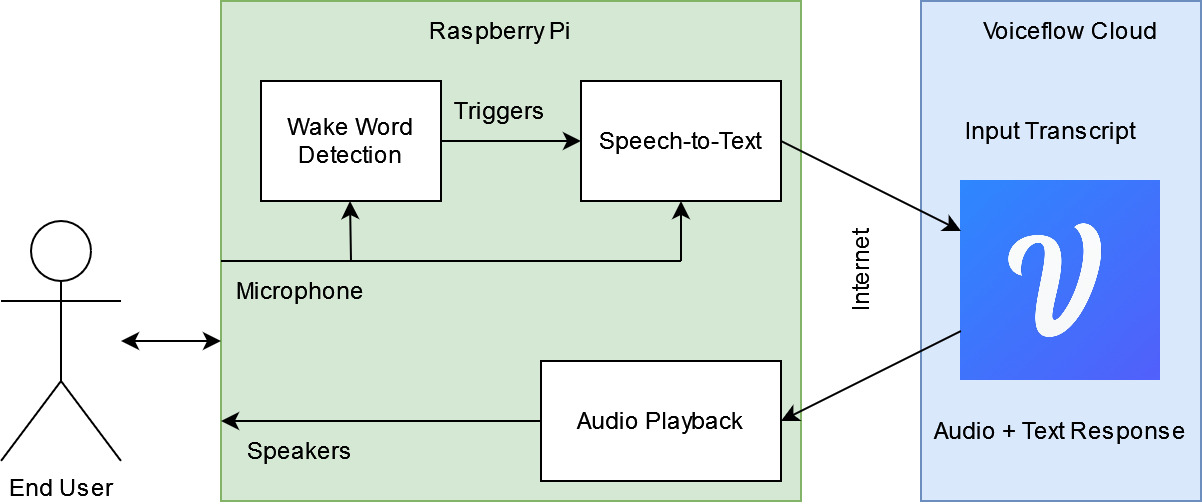 Raspberry Pi
Voiceflow Cloud
Wake Word
Detection
Triggers
Speech-to-Text
Input Transcript
Internet
Microphone
V
Audio Playback
Speakers
Audio + Text Response
End User